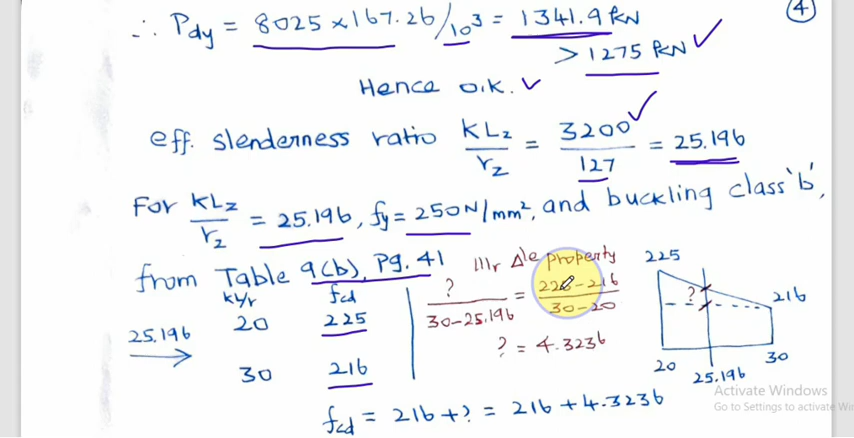 ④
∴ Pdy = 8025 × 167.26/10³ = 1341.9 kN
> 1275 kN ✓
Hence O.K. ✓
eff. slenderness ratio KLz/rz = 3200/127 = 25.196
For KLz/rz = 25.196, fy = 250 N/mm², and buckling class 'b',
from Table 9(b), Pg. 41
kl/r fcd
20 225
25.196 →
30 216
lllr Δle property
?/(30-25.196) = (225-216)/(30-20)
? = 4.3236
225
?
216
20
25.196
30
fcd = 216 + ? = 216 + 4.3236
Activate Windows
Go to Settings to activate Wi